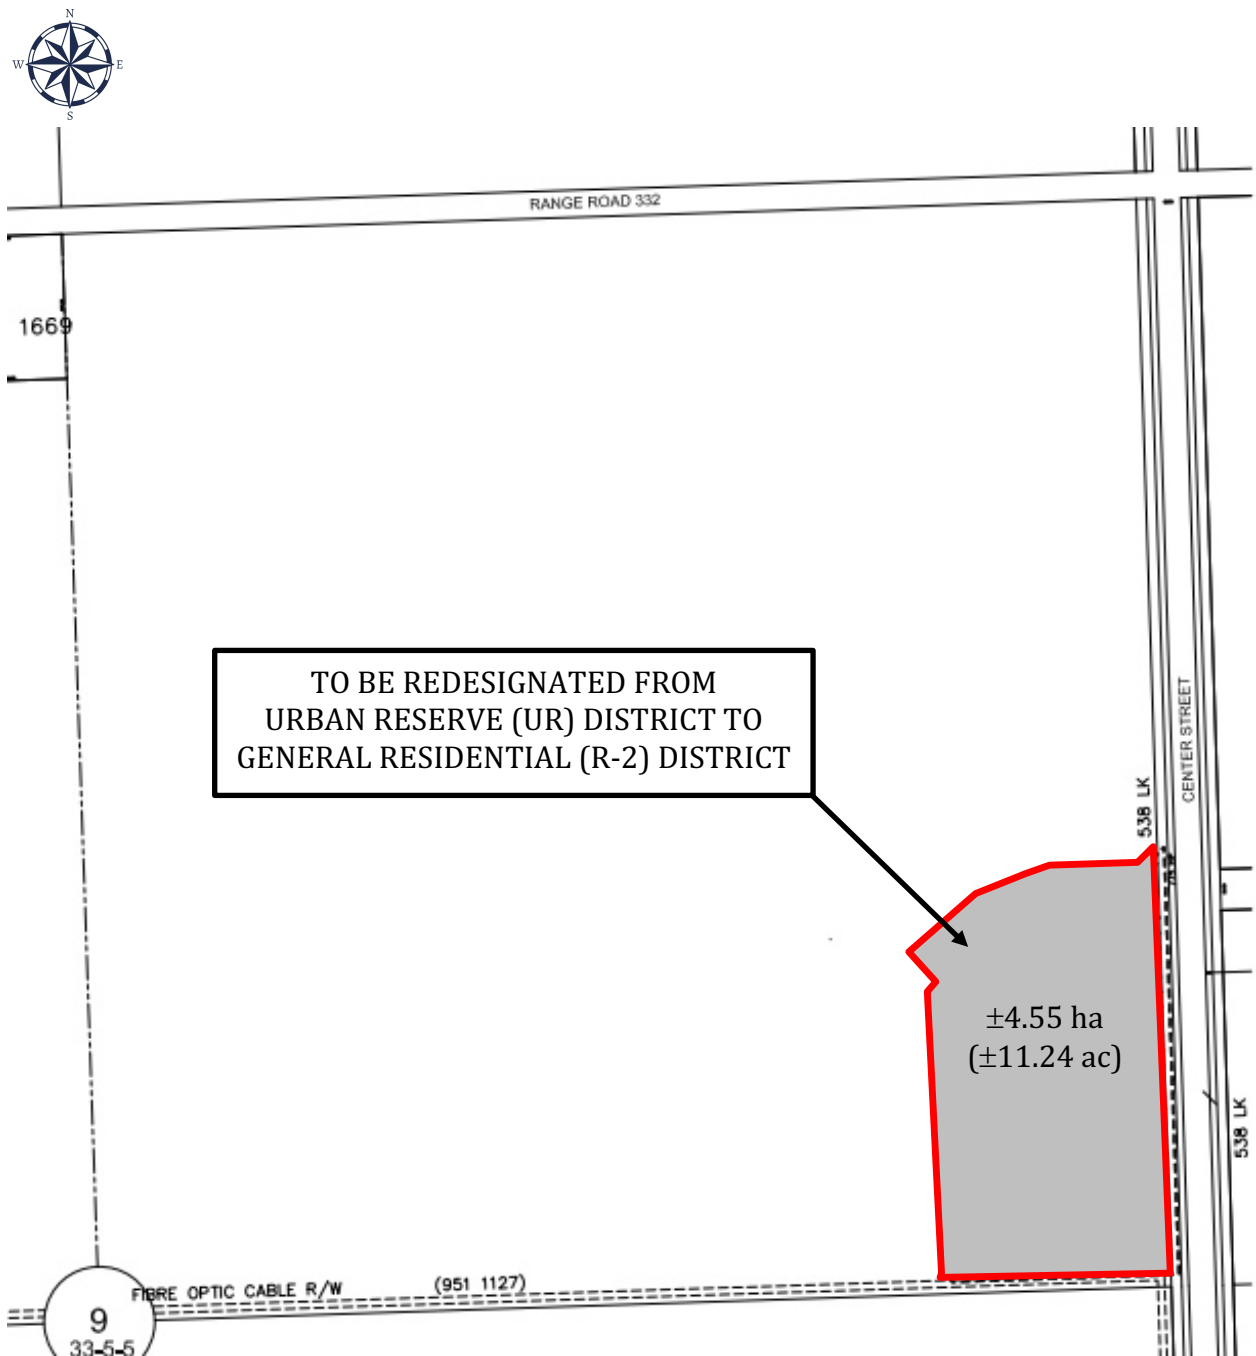 N
W
E
S
RANGE ROAD 332
1669
TO BE REDESIGNATED FROM
URBAN RESERVE (UR) DISTRICT TO
GENERAL RESIDENTIAL (R-2) DISTRICT
CENTER STREET
538 LK
±4.55 ha
(±11.24 ac)
538 LK
FIBRE OPTIC CABLE R/W
(951 1127)
9
33-5-5